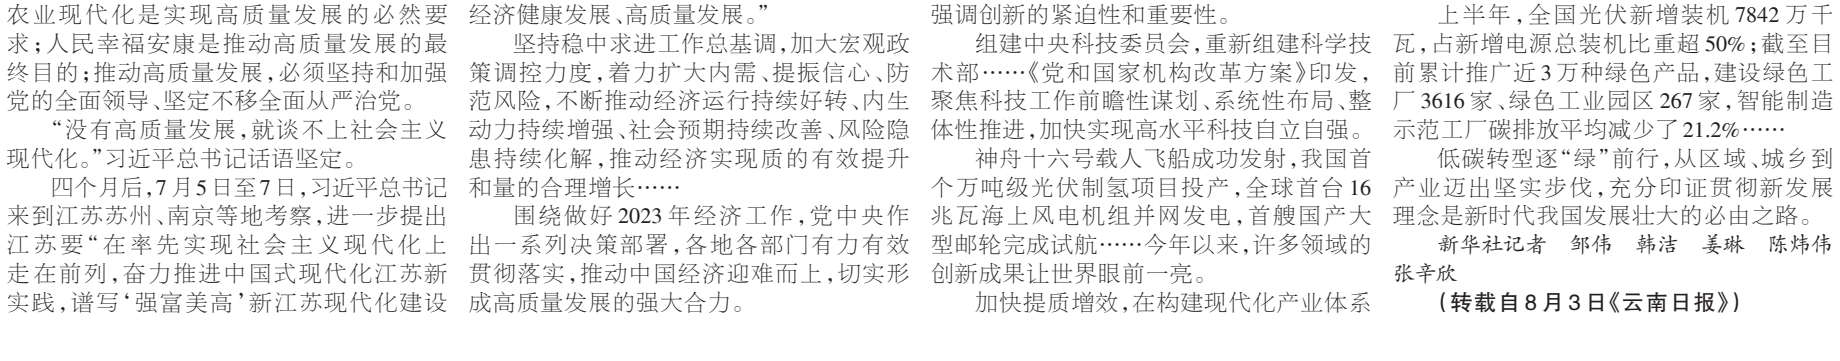 农业现代化是实现高质量发展的必然要
求；人民幸福安康是推动高质量发展的最
终目的；推动高质量发展，必须坚持和加强
党的全面领导、坚定不移全面从严治党。
“没有高质量发展，就谈不上社会主义
现代化。”习近平总书记话语坚定。
四个月后，7月5日至7日，习近平总书记
来到江苏苏州、南京等地考察，进一步提出
江苏要“在率先实现社会主义现代化上
走在前列，奋力推进中国式现代化江苏新
实践，谱写‘强富美高’新江苏现代化建设
经济健康发展、高质量发展。”
坚持稳中求进工作总基调，加大宏观政
策调控力度，着力扩大内需、提振信心、防
范风险，不断推动经济运行持续好转、内生
动力持续增强、社会预期持续改善、风险隐
患持续化解，推动经济实现质的有效提升
和量的合理增长……
围绕做好2023年经济工作，党中央作
出一系列决策部署，各地各部门有力有效
贯彻落实，推动中国经济迎难而上，切实形
成高质量发展的强大合力。
强调创新的紧迫性和重要性。
组建中央科技委员会，重新组建科学技
术部……《党和国家机构改革方案》印发，
聚焦科技工作前瞻性谋划、系统性布局、整
体性推进，加快实现高水平科技自立自强。
神舟十六号载人飞船成功发射，我国首
个万吨级光伏制氢项目投产，全球首台16
兆瓦海上风电机组并网发电，首艘国产大
型邮轮完成试航……今年以来，许多领域的
创新成果让世界眼前一亮。
加快提质增效，在构建现代化产业体系
上半年，全国光伏新增装机7842万千
瓦，占新增电源总装机比重超50%；截至目
前累计推广近3万种绿色产品，建设绿色工
厂3616家、绿色工业园区267家，智能制造
示范工厂碳排放平均减少了21.2%……
低碳转型逐“绿”前行，从区域、城乡到
产业迈出坚实步伐，充分印证贯彻新发展
理念是新时代我国发展壮大的必由之路。
新华社记者 邹伟 韩洁 姜琳 陈炜伟
张辛欣
（转载自8月3日《云南日报》）